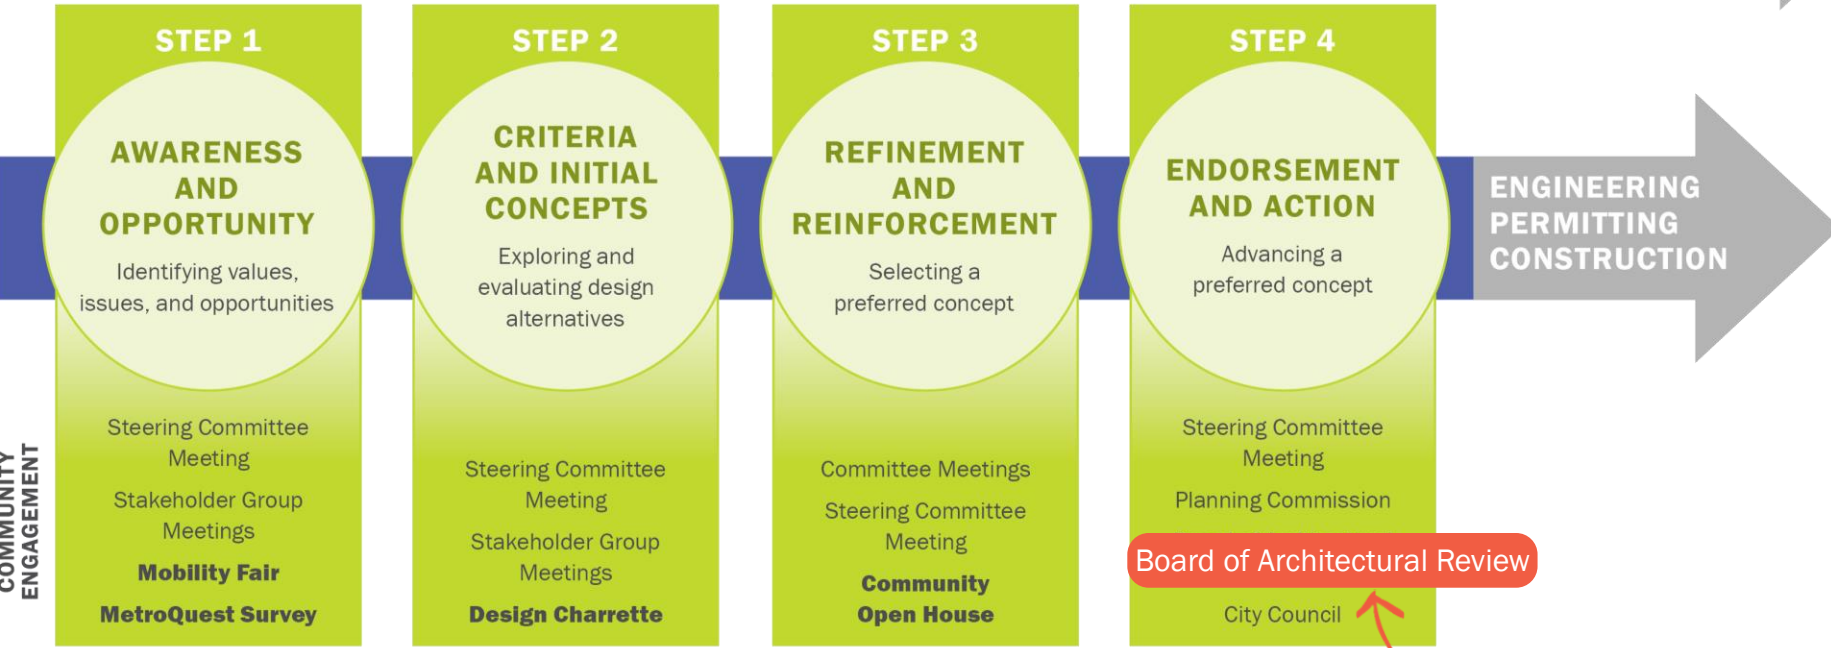 STEP 1
AWARENESS
AND
OPPORTUNITY
Identifying values,
issues, and opportunities
Steering Committee
Meeting
Stakeholder Group
Meetings
Mobility Fair
MetroQuest Survey
STEP 2
CRITERIA
AND INITIAL
CONCEPTS
Exploring and
evaluating design
alternatives
Steering Committee
Meeting
Stakeholder Group
Meetings
Design Charrette
STEP 3
REFINEMENT
AND
REINFORCEMENT
Selecting a
preferred concept
Committee Meetings
Steering Committee
Meeting
Community
Open House
STEP 4
ENDORSEMENT
AND ACTION
Advancing a
preferred concept
Steering Committee
Meeting
Planning Commission
Board of Architectural Review
City Council
ENGINEERING
PERMITTING
CONSTRUCTION
COMMUNITY
ENGAGEMENT